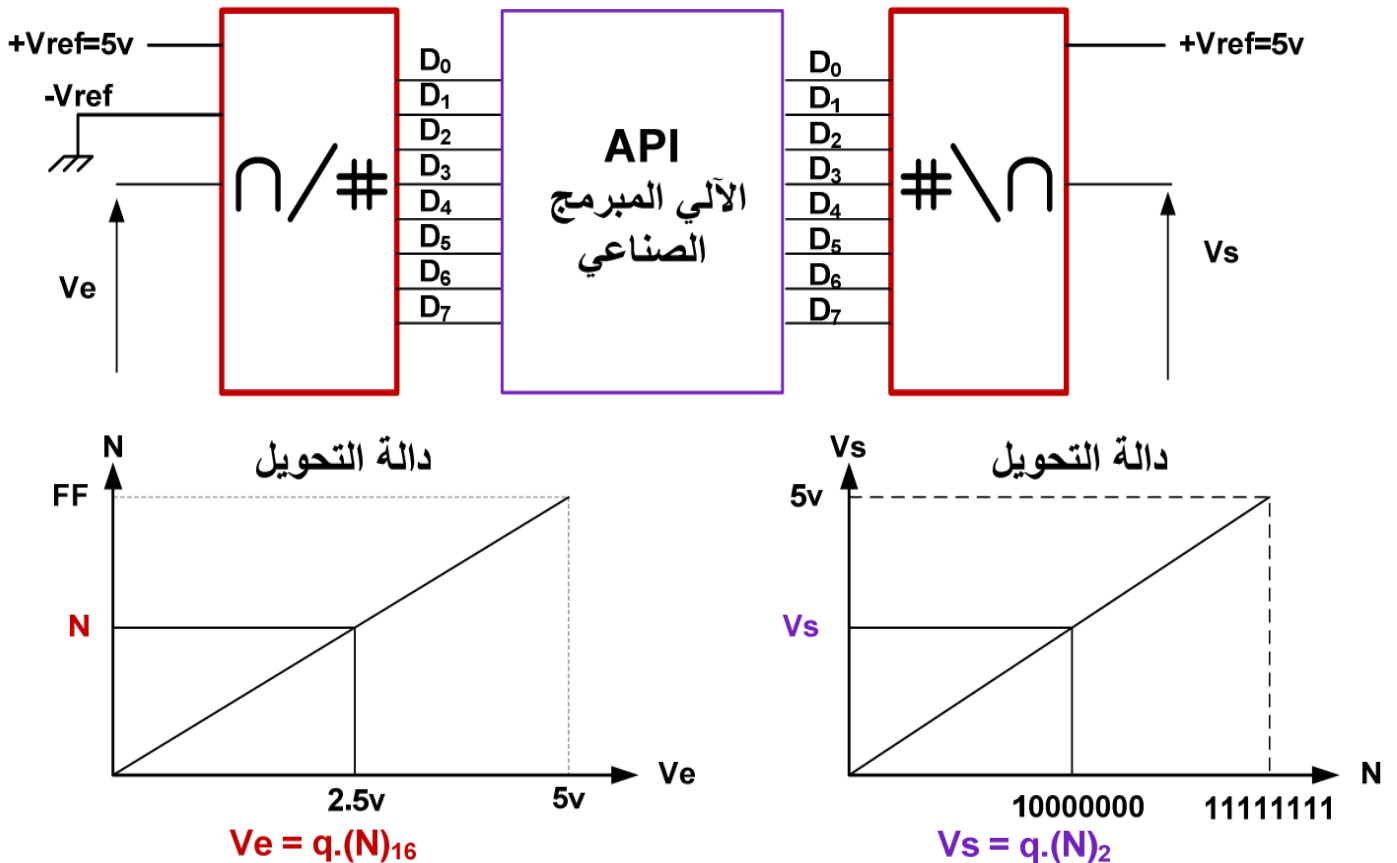 +Vref=5v
-Vref
Ve
∩/#
D0
D1
D2
D3
D4
D5
D6
D7
API
الآلي المبرمج
الصناعي
D0
D1
D2
D3
D4
D5
D6
D7
#\∩
+Vref=5v
Vs
دالة التحويل
N
FF
N
2.5v
5v
Ve
Ve = q.(N)16
دالة التحويل
Vs
5v
Vs
10000000
11111111
N
Vs = q.(N)2